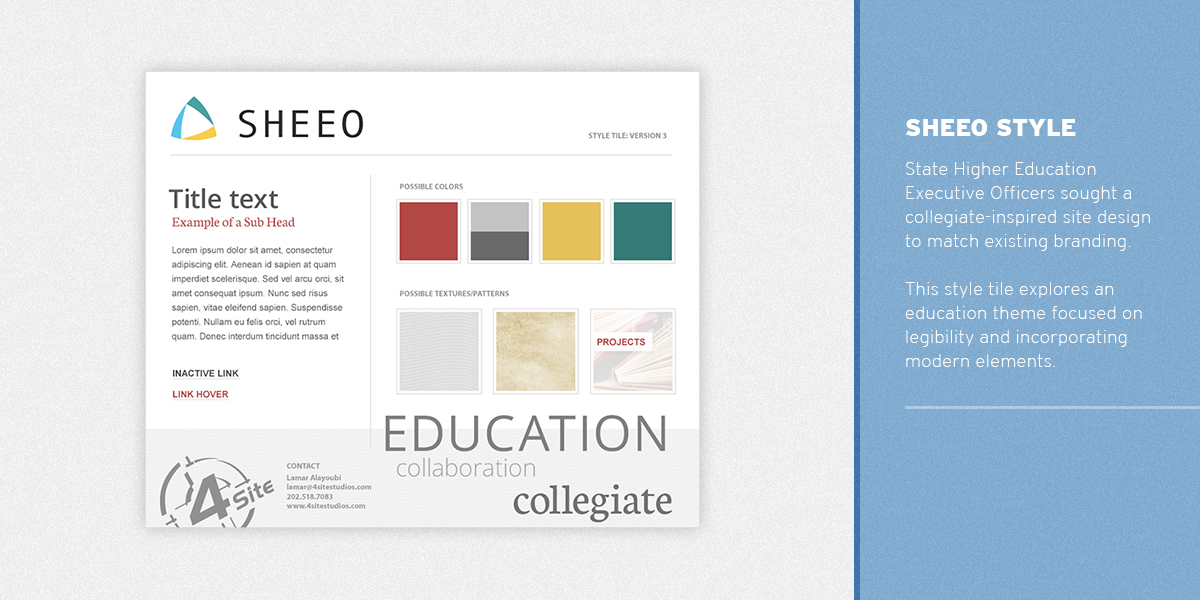 SHEEO
STYLE TILE: VERSION 3
Title text
Example of a Sub Head
Lorem ipsum dolor sit amet, consectetur
adipiscing elit. Aenean id sapien at quam
imperdiet scelerisque. Sed vel arcu orci, sit
amet consequat ipsum. Nunc sed risus
sapien, vitae eleifend sapien. Suspendisse
potenti. Nullam eu felis orci, vel rutrum
quam. Donec interdum tincidunt massa et
INACTIVE LINK
LINK HOVER
POSSIBLE COLORS
POSSIBLE TEXTURES/PATTERNS
PROJECTS
EDUCATION
collaboration
collegiate
4Site
CONTACT
Lamar Alayoubi
lamar@4sitestudios.com
202.518.7083
www.4sitestudios.com
SHEEO STYLE
State Higher Education
Executive Officers sought a
collegiate-inspired site design
to match existing branding.
This style tile explores an
education theme focused on
legibility and incorporating
modern elements.